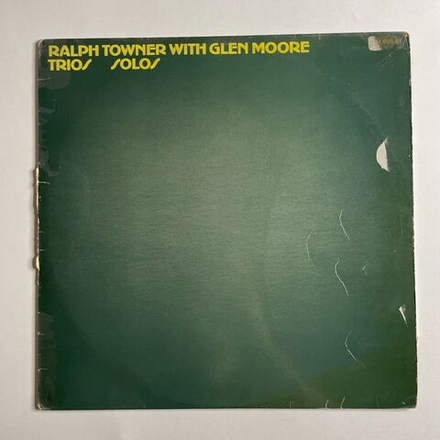 RALPH TOWNER WITH GLEN MOORE
TRIOS SOLOS